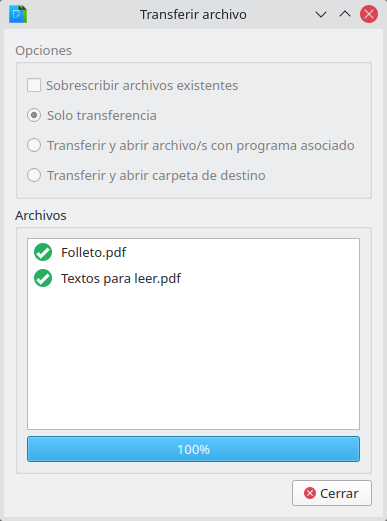 Transferir archivo
Opciones
Sobrescribir archivos existentes
Solo transferencia
Transferir y abrir archivo/s con programa asociado
Transferir y abrir carpeta de destino
Archivos
Folleto.pdf
Textos para leer.pdf
100%
Cerrar